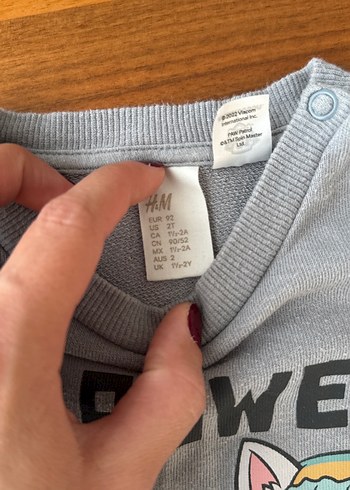 © 2022 Viacom
International Inc.
PAW Patrol
©&TM Spin Master
Ltd.
H&M
EUR 92
US 2T
CA 1½-2A
CN 90/52
MX 1½-2A
AUS 2
UK 1½-2Y
WE